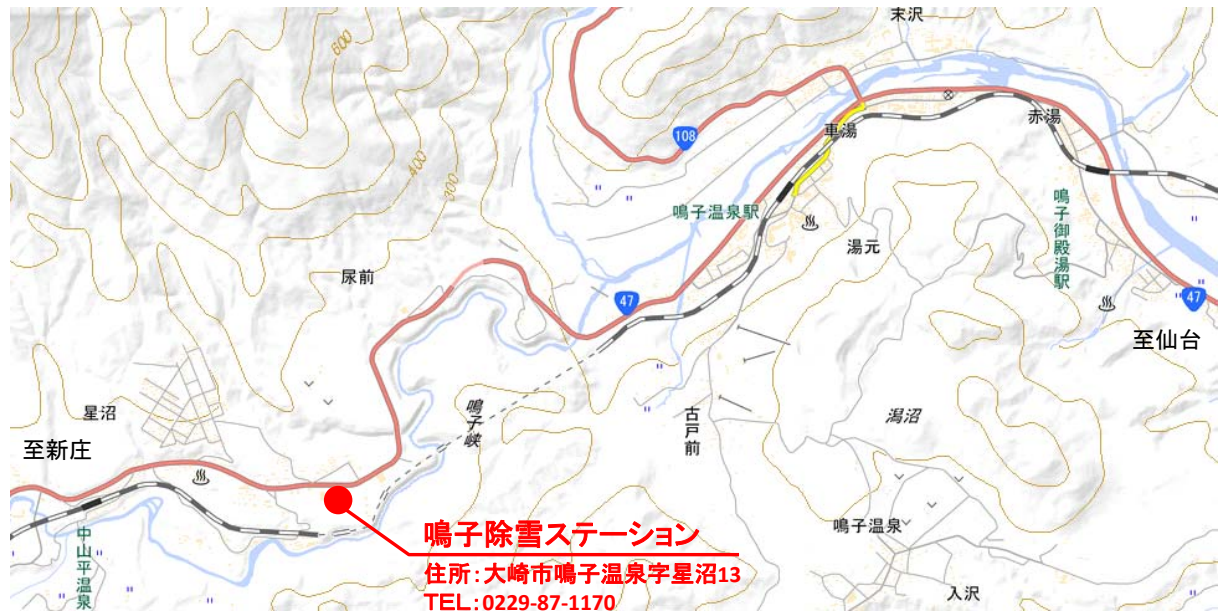 末沢
600
108
車湯
赤湯
400
300
鳴子温泉駅
湯元
鳴子御殿湯駅
尿前
47
47
至仙台
星沼
鳴子峡
古戸前
潟沼
至新庄
鳴子除雪ステーション
鳴子温泉
中山平温泉
住所:大崎市鳴子温泉字星沼13
入沢
TEL:0229-87-1170